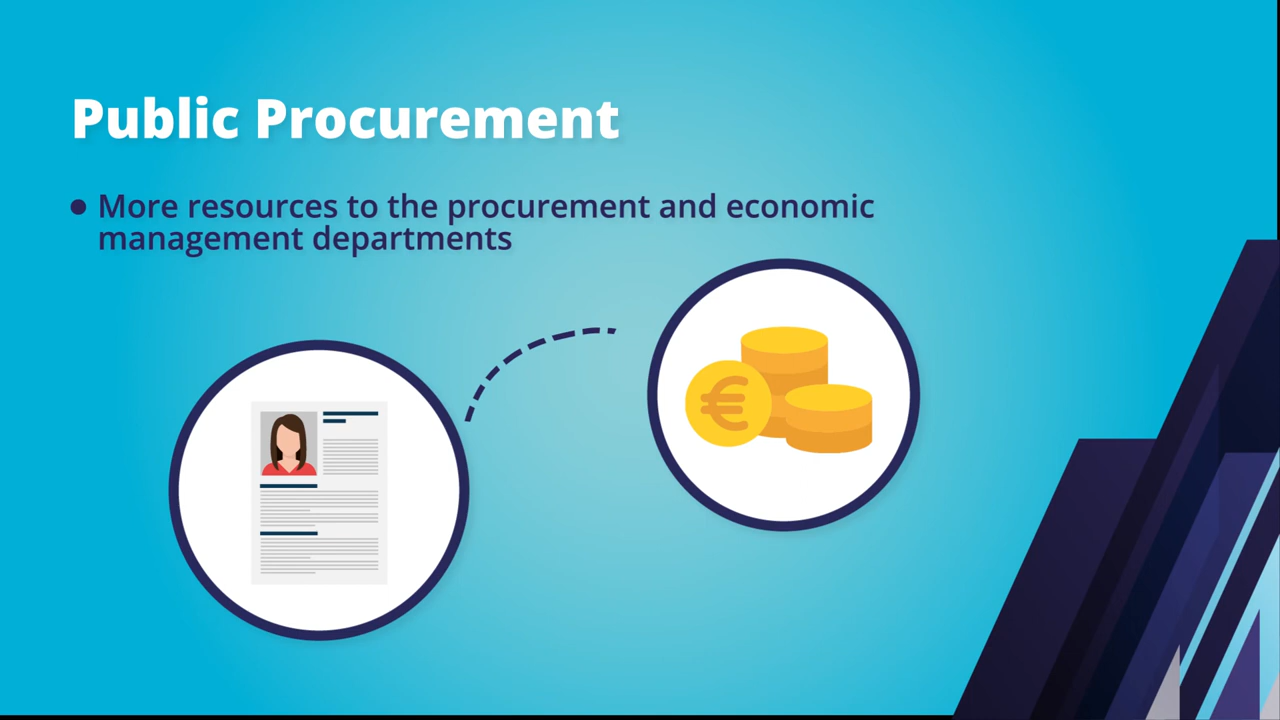 Public Procurement
• More resources to the procurement and economic
management departments
€